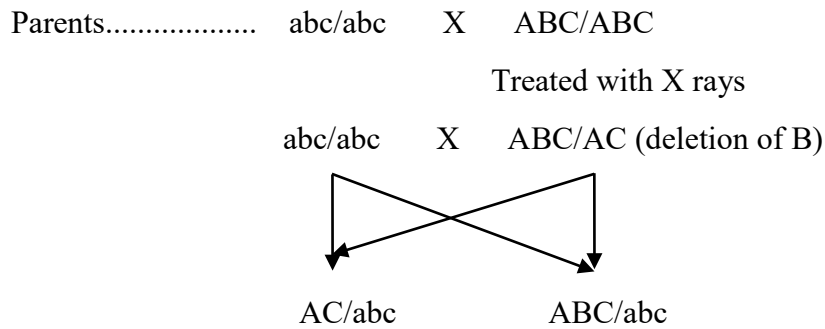 Parents................... abc/abc X ABC/ABC
Treated with X rays
abc/abc X ABC/AC (deletion of B)
AC/abc ABC/abc